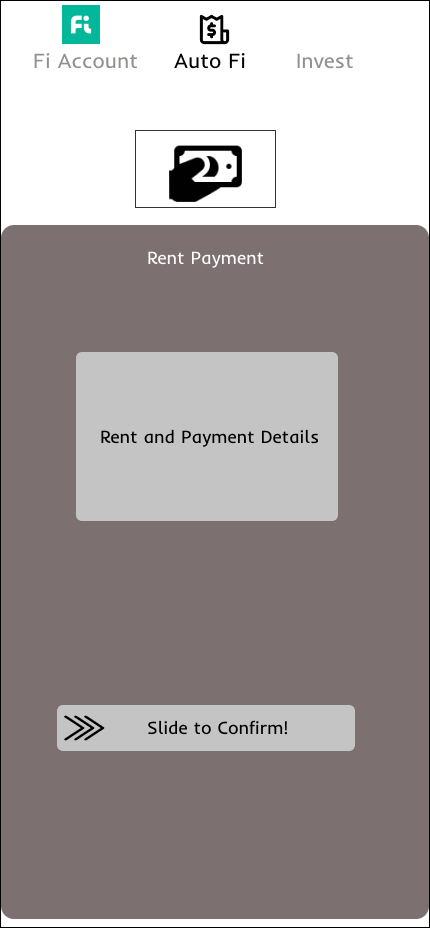 Fi
Fi Account
Auto Fi
Invest
Rent Payment
Rent and Payment Details
Slide to Confirm!